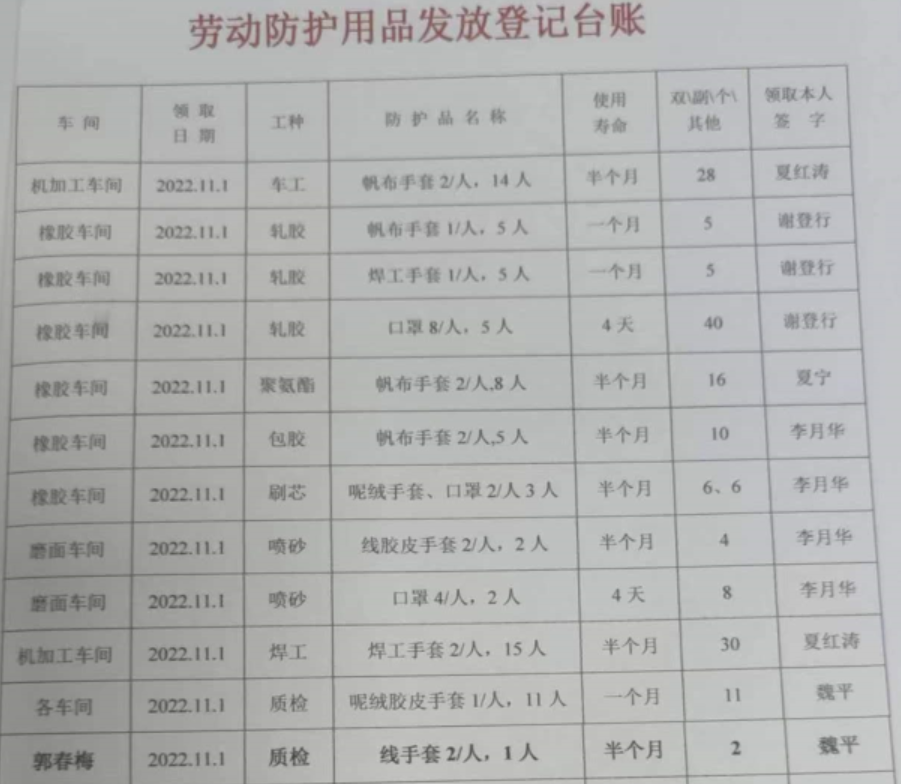 劳动防护用品发放登记台账
车间 领取日期 工种 防护品名称 使用寿命 双\副\个\其他 领取本人签字
机加工车间 2022.11.1 车工 帆布手套 2/人，14 人 半个月 28 夏红涛
橡胶车间 2022.11.1 轧胶 帆布手套 1/人，5 人 一个月 5 谢登行
橡胶车间 2022.11.1 轧胶 焊工手套 1/人，5 人 一个月 5 谢登行
橡胶车间 2022.11.1 轧胶 口罩 8/人，5 人 4 天 40 谢登行
橡胶车间 2022.11.1 聚氨酯 帆布手套 2/人,8 人 半个月 16 夏宁
橡胶车间 2022.11.1 包胶 帆布手套 2/人,5 人 半个月 10 李月华
橡胶车间 2022.11.1 刷芯 呢绒手套、口罩 2/人 3 人 半个月 6、6 李月华
磨面车间 2022.11.1 喷砂 线胶皮手套 2/人，2 人 半个月 4 李月华
磨面车间 2022.11.1 喷砂 口罩 4/人，2 人 4 天 8 李月华
机加工车间 2022.11.1 焊工 焊工手套 2/人，15 人 半个月 30 夏红涛
各车间 2022.11.1 质检 呢绒胶皮手套 1/人，11 人 一个月 11 魏平
郭春梅 2022.11.1 质检 线手套 2/人，1 人 半个月 2 魏平